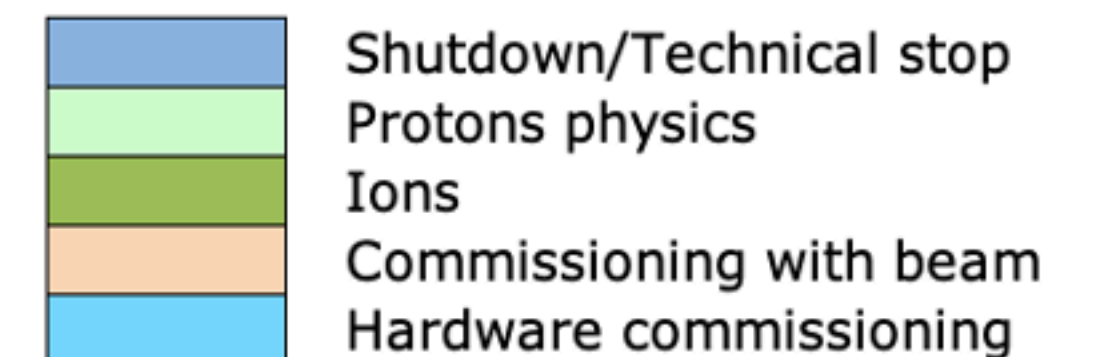 Shutdown/Technical stop
Protons physics
Ions
Commissioning with beam
Hardware commissioning